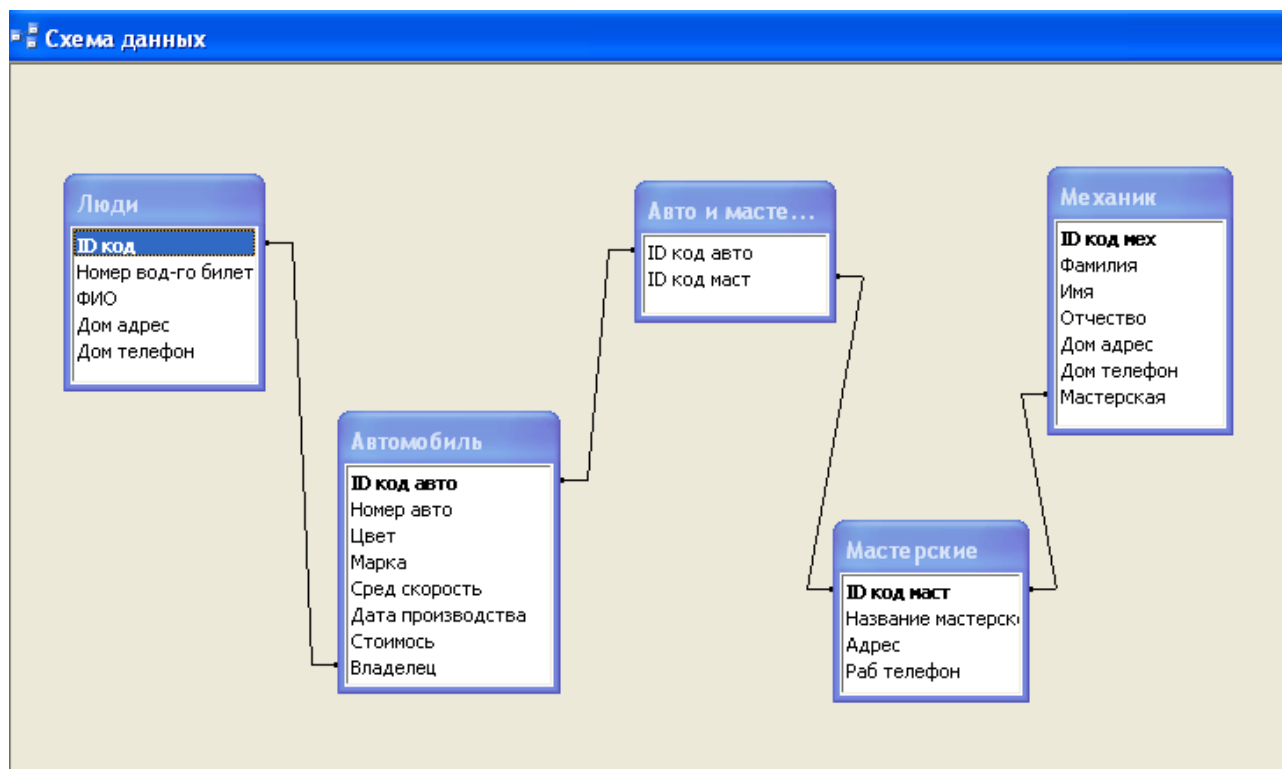 Схема данных
Люди
ID код
Номер вод-го билет
ФИО
Дом адрес
Дом телефон
Автомобиль
ID код авто
Номер авто
Цвет
Марка
Сред скорость
Дата производства
Стоимось
Владелец
Авто и масте...
ID код авто
ID код маст
Мастерские
ID код маст
Название мастерск
Адрес
Раб телефон
Механик
ID код мех
Фамилия
Имя
Отчество
Дом адрес
Дом телефон
Мастерская